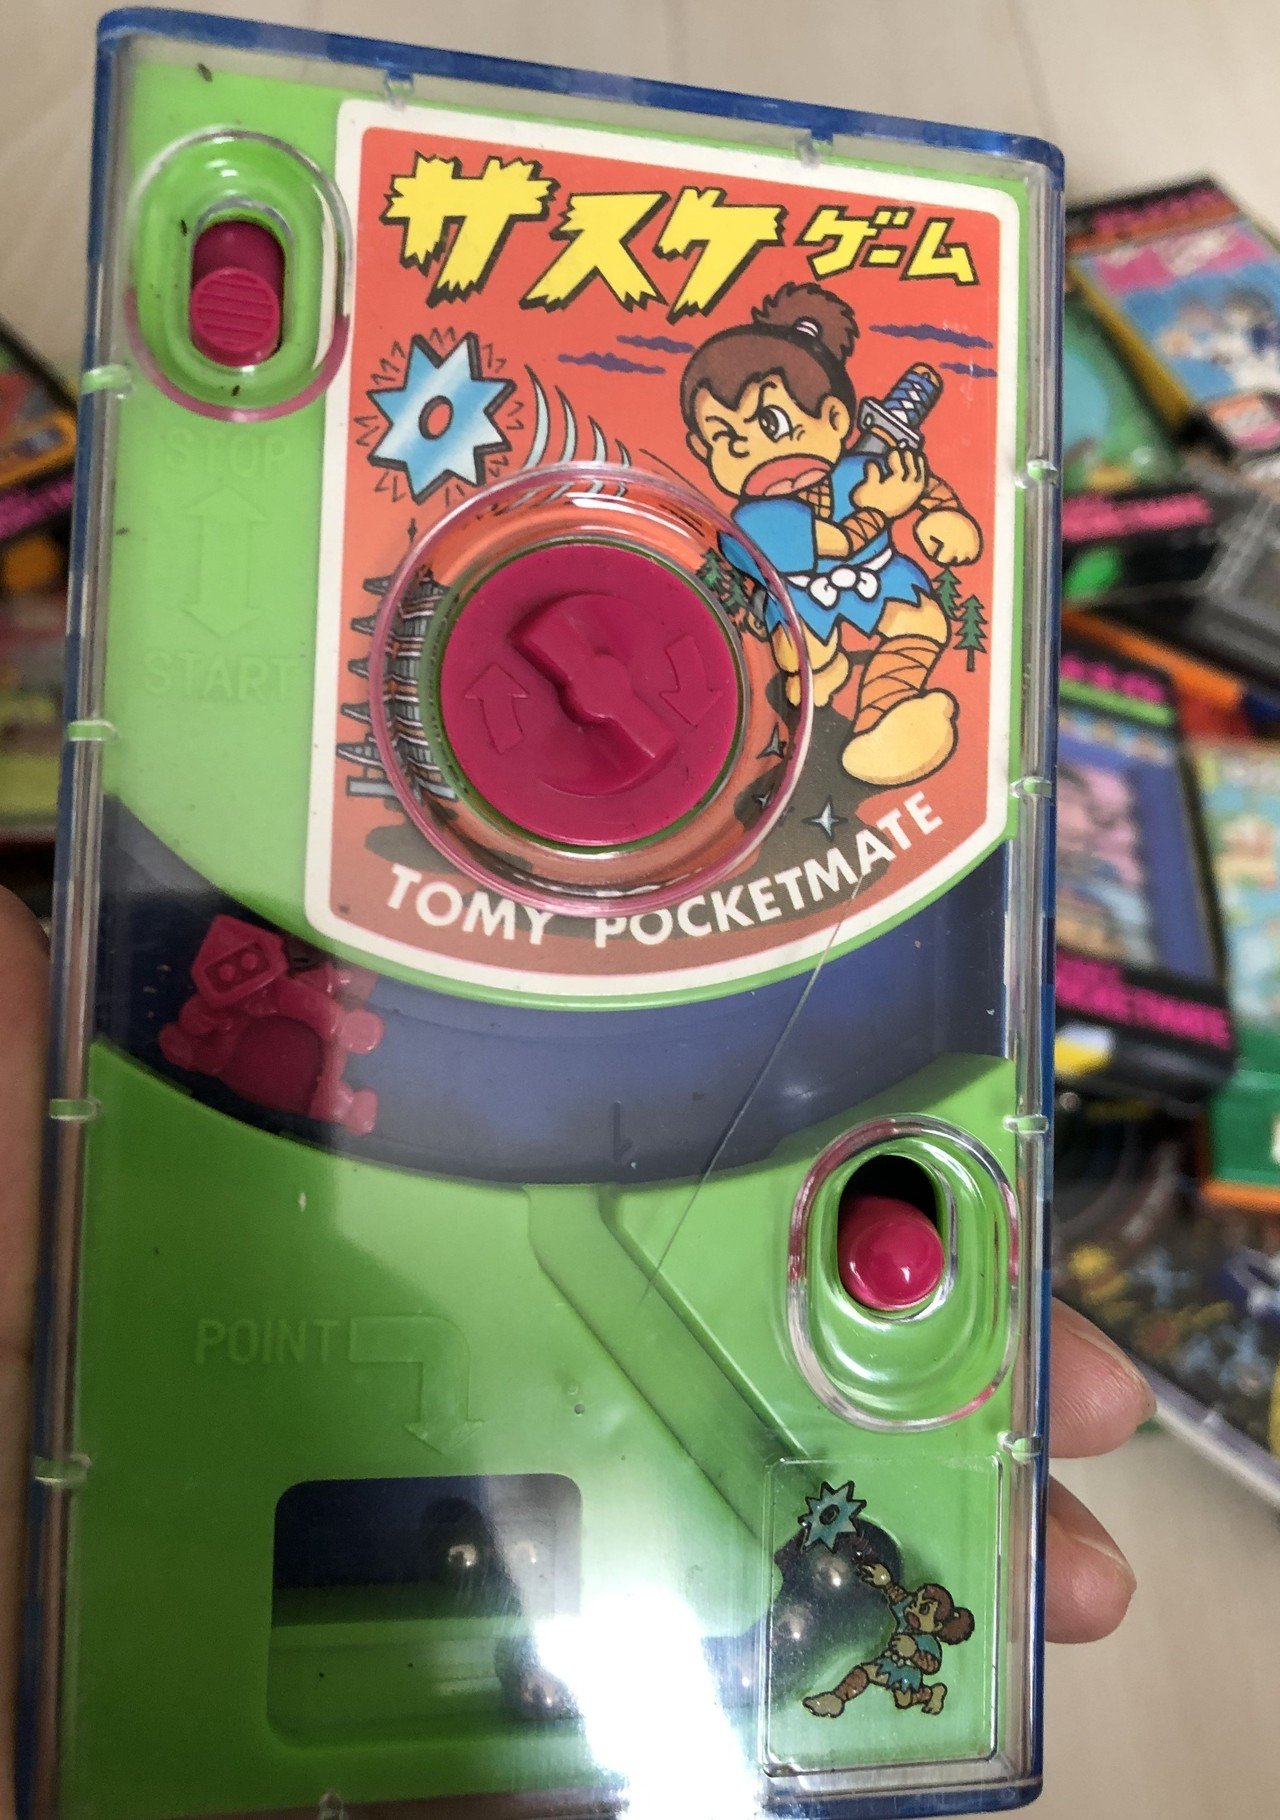 サスケゲーム
STOP
START
TOMY POCKETMATE
POINT